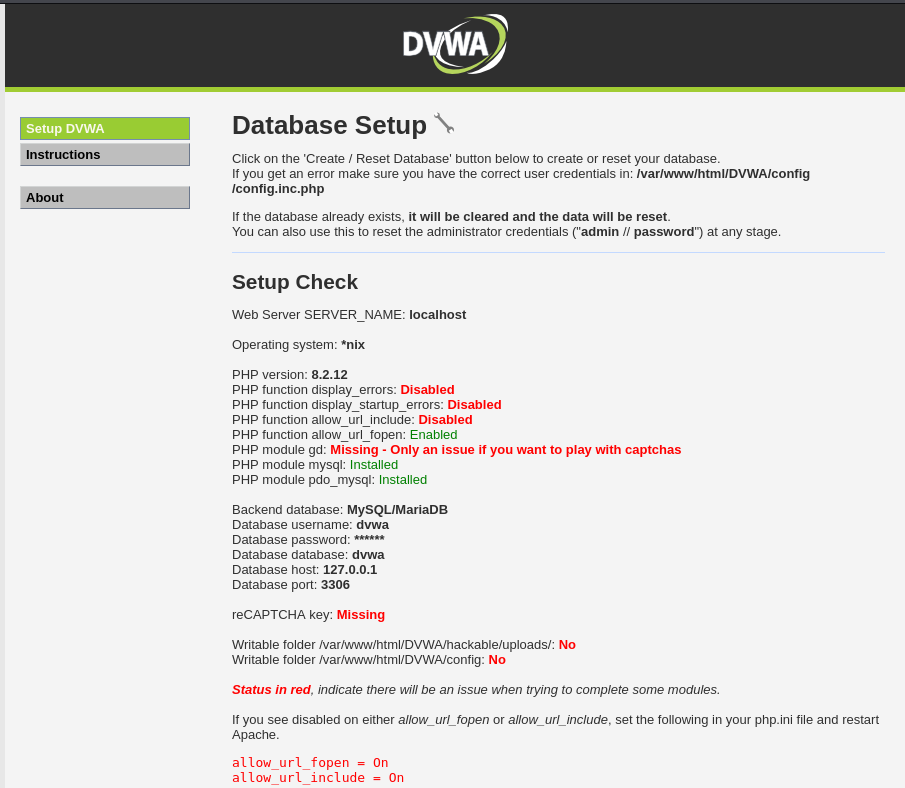 DVWA
Setup DVWA
Instructions
About
Database Setup
Click on the 'Create / Reset Database' button below to create or reset your database.
If you get an error make sure you have the correct user credentials in: /var/www/html/DVWA/config
/config.inc.php
If the database already exists, it will be cleared and the data will be reset.
You can also use this to reset the administrator credentials ("admin // password") at any stage.
Setup Check
Web Server SERVER_NAME: localhost
Operating system: *nix
PHP version: 8.2.12
PHP function display_errors: Disabled
PHP function display_startup_errors: Disabled
PHP function allow_url_include: Disabled
PHP function allow_url_fopen: Enabled
PHP module gd: Missing - Only an issue if you want to play with captchas
PHP module mysql: Installed
PHP module pdo_mysql: Installed
Backend database: MySQL/MariaDB
Database username: dvwa
Database password: ******
Database database: dvwa
Database host: 127.0.0.1
Database port: 3306
reCAPTCHA key: Missing
Writable folder /var/www/html/DVWA/hackable/uploads/: No
Writable folder /var/www/html/DVWA/config: No
Status in red, indicate there will be an issue when trying to complete some modules.
If you see disabled on either allow_url_fopen or allow_url_include, set the following in your php.ini file and restart
Apache.
allow_url_fopen = On
allow_url_include = On